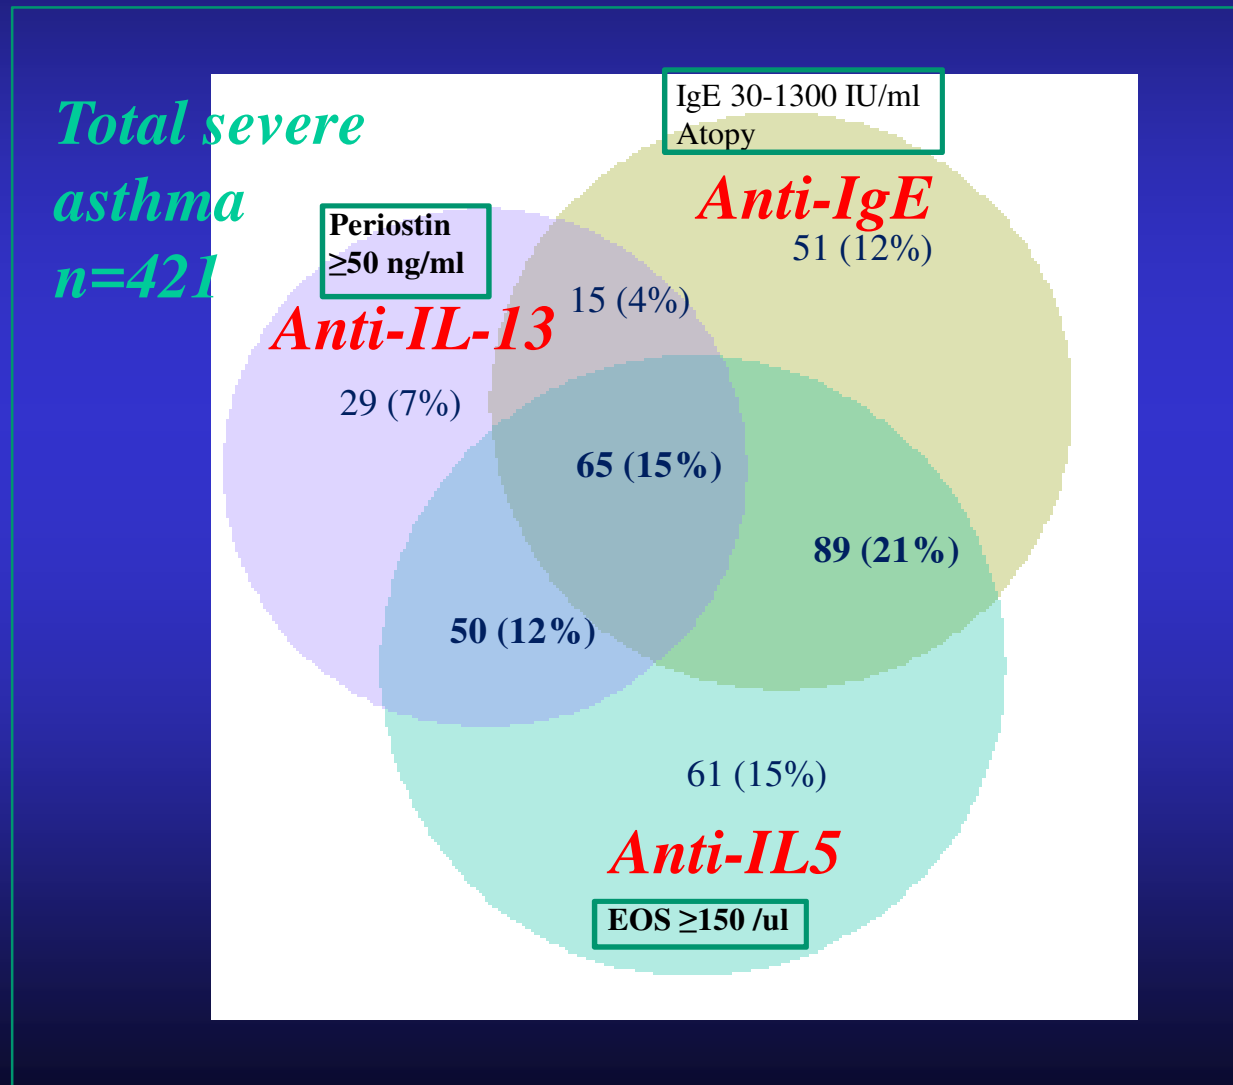 Total severe
asthma
n=421
IgE 30-1300 IU/ml
Atopy
Anti-IgE
51 (12%)
Periostin
≥50 ng/ml
Anti-IL-13
15 (4%)
29 (7%)
65 (15%)
89 (21%)
50 (12%)
61 (15%)
Anti-IL5
EOS ≥150 /ul